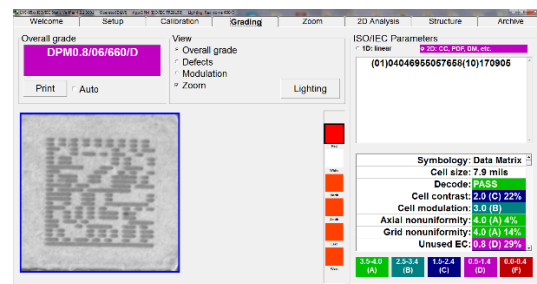 Welcome Setup Calibration Grading Zoom 2D Analysis Structure Archive
Overall grade
DPM0.8/06/660/D
Print
Auto
View
Overall grade
Defects
Modulation
Zoom
Lighting
ISO/IEC Parameters
1D: linear
2D: CC, PDF, DM, etc.
(01)04046955057658(10)170905
Symbology: Data Matrix
Cell size: 7.9 mils
Decode: PASS
Cell contrast: 2.0 (C) 22%
Cell modulation: 3.0 (B)
Axial nonuniformity: 4.0 (A) 4%
Grid nonuniformity: 4.0 (A) 14%
Unused EC: 0.8 (D) 29%
3.5-4.0 2.5-3.4 1.5-2.4 0.5-1.4 0.0-0.4
(A) (B) (C) (D) (F)